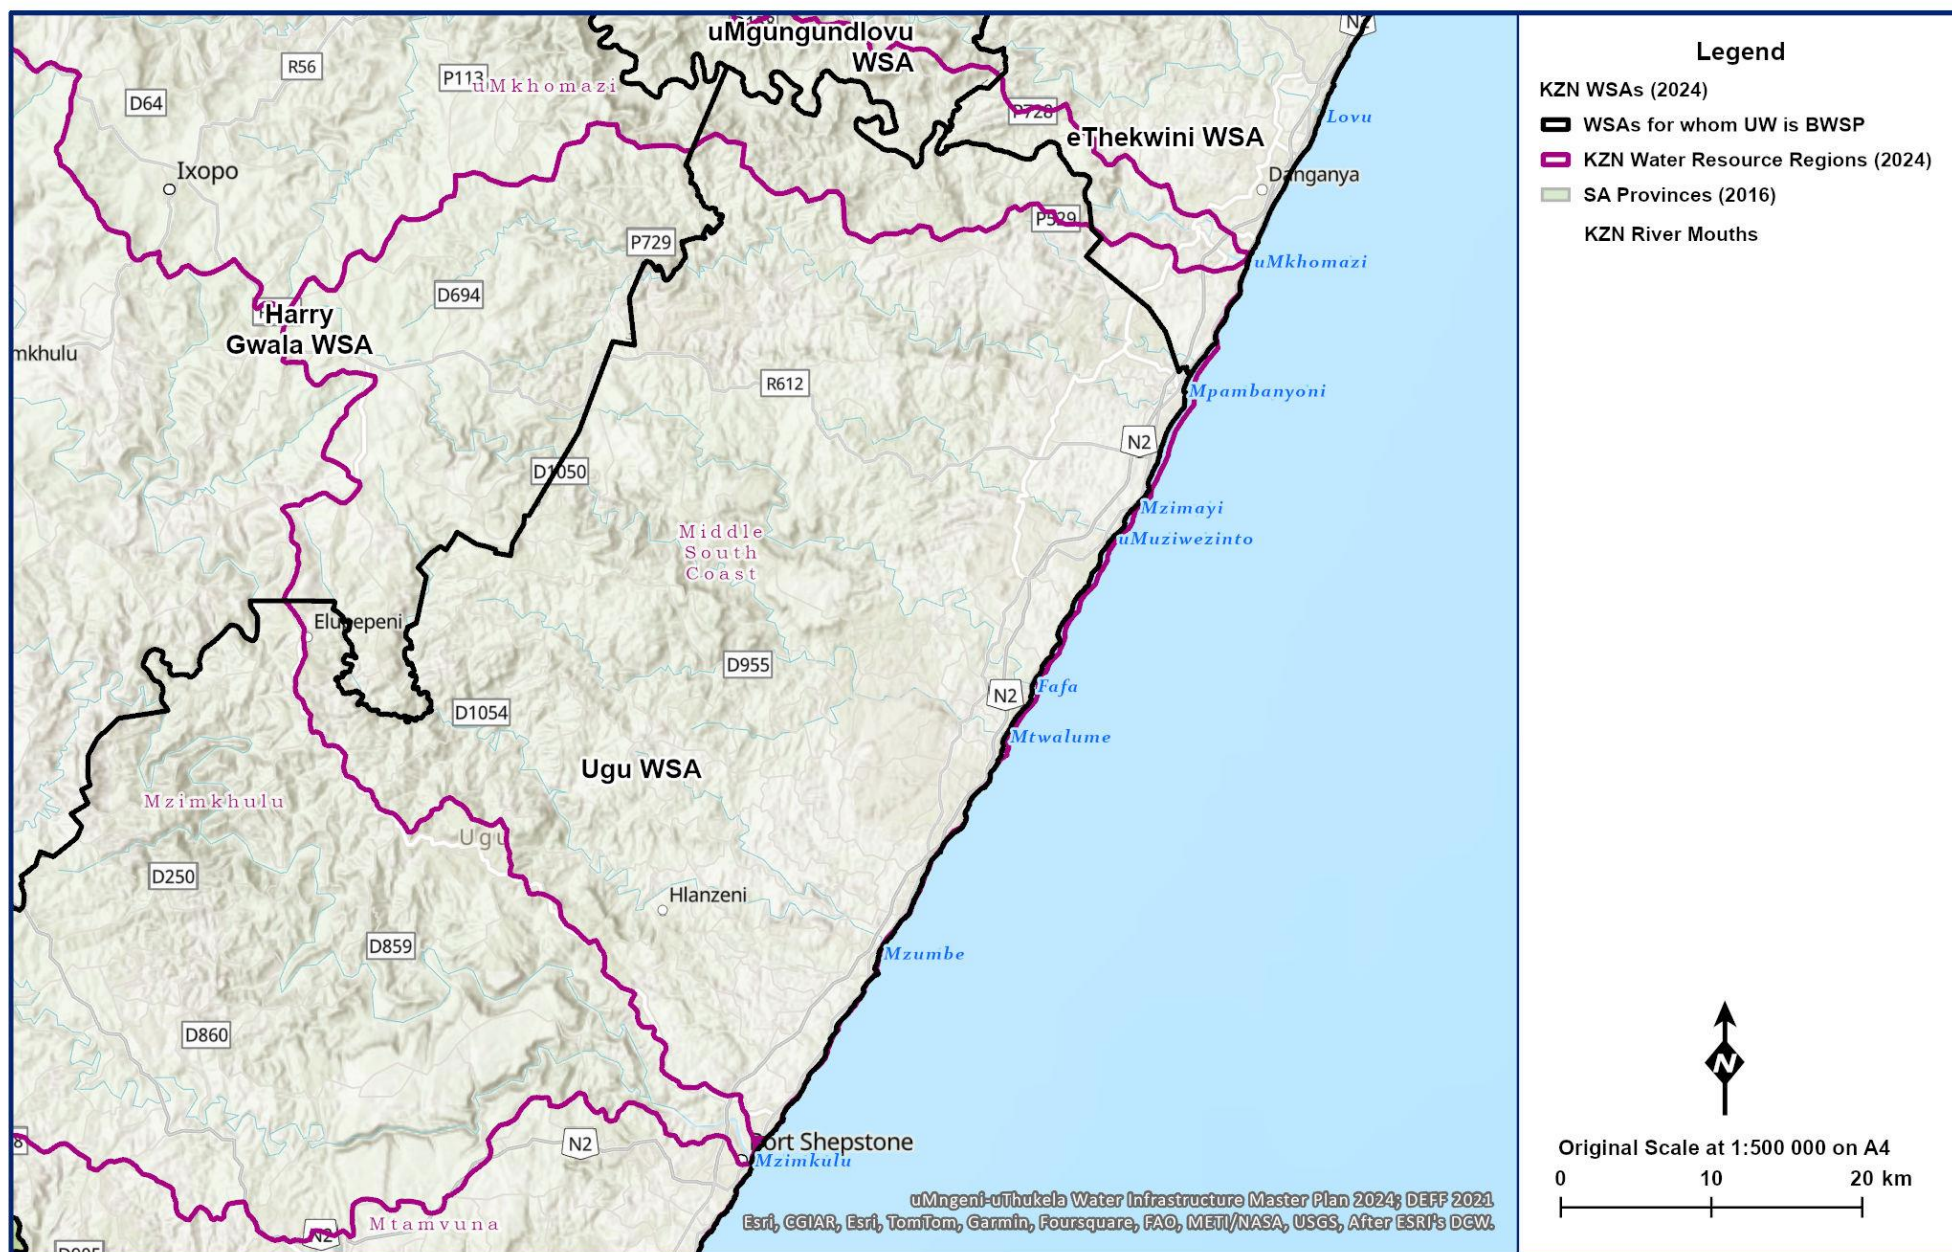 N2
uMgungundlovu
WSA
R56
P113
uMkhomazi
D64
P728
Lovu
eThekwini WSA
Ixopo
Danganya
P529
P729
uMkhomazi
D694
Harry
Gwala WSA
mkhulu
R612
Mpambanyoni
N2
D1050
Mzimayi
Middle
South
Coast
uMuziwezinto
D955
N2
Fafa
D1054
Mtwalume
Ugu WSA
Mzimkhulu
Ugu
D250
Hlanzeni
D859
Mzumbe
D860
N2
Port Shepstone
Mzimkulu
Mtamvuna
N2
uMngeni-uThukela Water Infrastructure Master Plan 2024; DEFF 2021
Esri, CGIAR, Esri, TomTom, Garmin, Foursquare, FAO, METI/NASA, USGS, After ESRI's DCW.
Legend
KZN WSAs (2024)
WSAs for whom UW is BWSP
KZN Water Resource Regions (2024)
SA Provinces (2016)
KZN River Mouths
N
Original Scale at 1:500 000 on A4
0 10 20 km